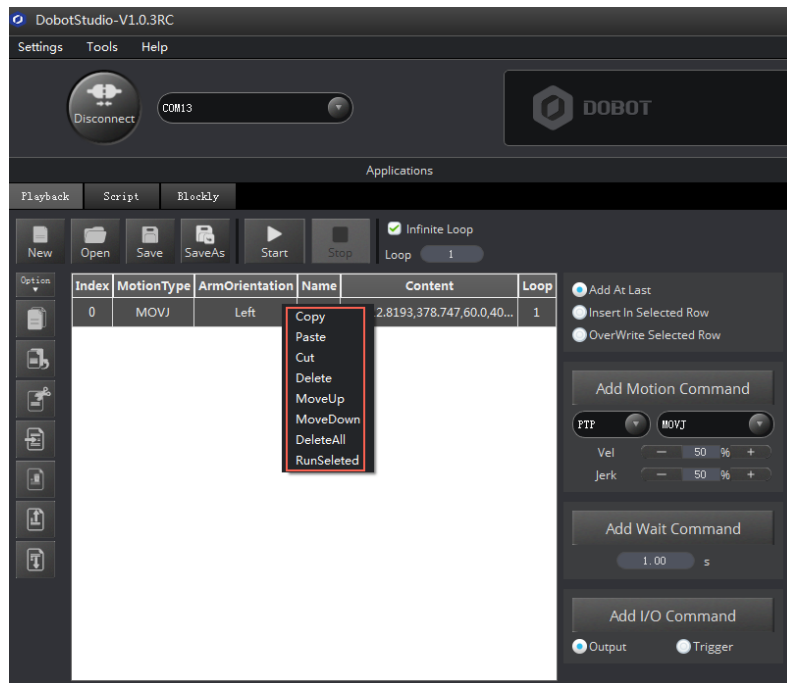 DobotStudio-V1.0.3RC
Settings Tools Help
Disconnect
COM13
DOBOT
Applications
Playback Script Blockly
New Open Save SaveAs Start Stop
Infinite Loop
Loop 1
Option
Index MotionType ArmOrientation Name Content Loop
0 MOVJ Left 2.8193,378.747,60.0,40... 1
Copy
Paste
Cut
Delete
MoveUp
MoveDown
DeleteAll
RunSeleted
Add At Last
Insert In Selected Row
OverWrite Selected Row
Add Motion Command
PTP MOVJ
Vel — 50 % +
Jerk — 50 % +
Add Wait Command
1.00 s
Add I/O Command
Output Trigger